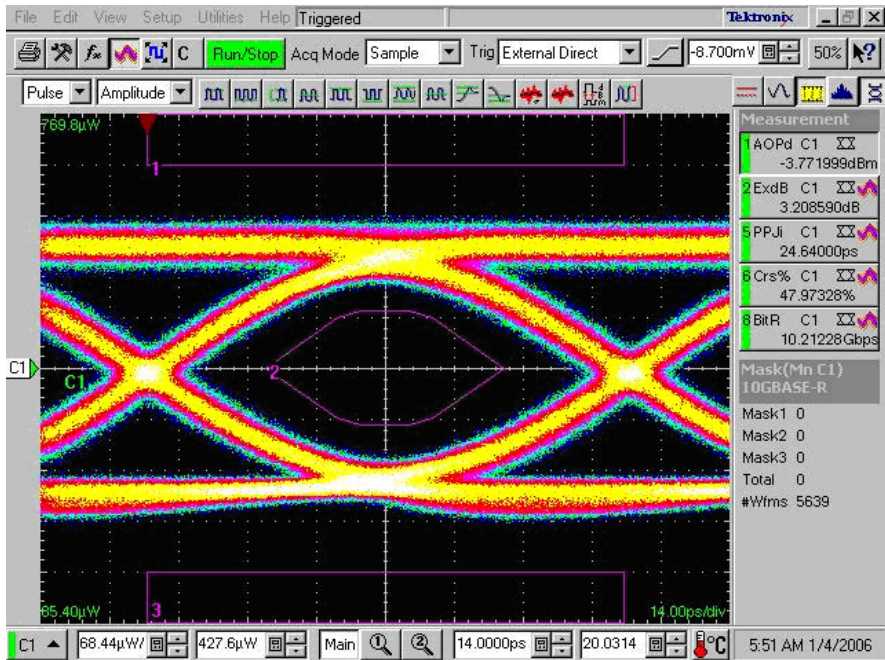 File Edit View Setup Utilities Help Triggered Tektronix
C Run/Stop Acq Mode Sample Trig External Direct -8.700mV 50% ?
Pulse Amplitude
769.8µW
1
2
C1
C1
3
85.40µW 14.00ps/div
Measurement
1 AOPd C1
-3.771999dBm
2 ExdB C1
3.208590dB
5 PPJi C1
24.64000ps
6 Crs% C1
47.97328%
8 BitR C1
10.21228Gbps
Mask(Mn C1)
10GBASE-R
Mask1 0
Mask2 0
Mask3 0
Total 0
#Wfms 5639
C1 68.44µW/ 427.6µW Main 1 2 14.0000ps 20.0314 °C 5:51 AM 1/4/2006